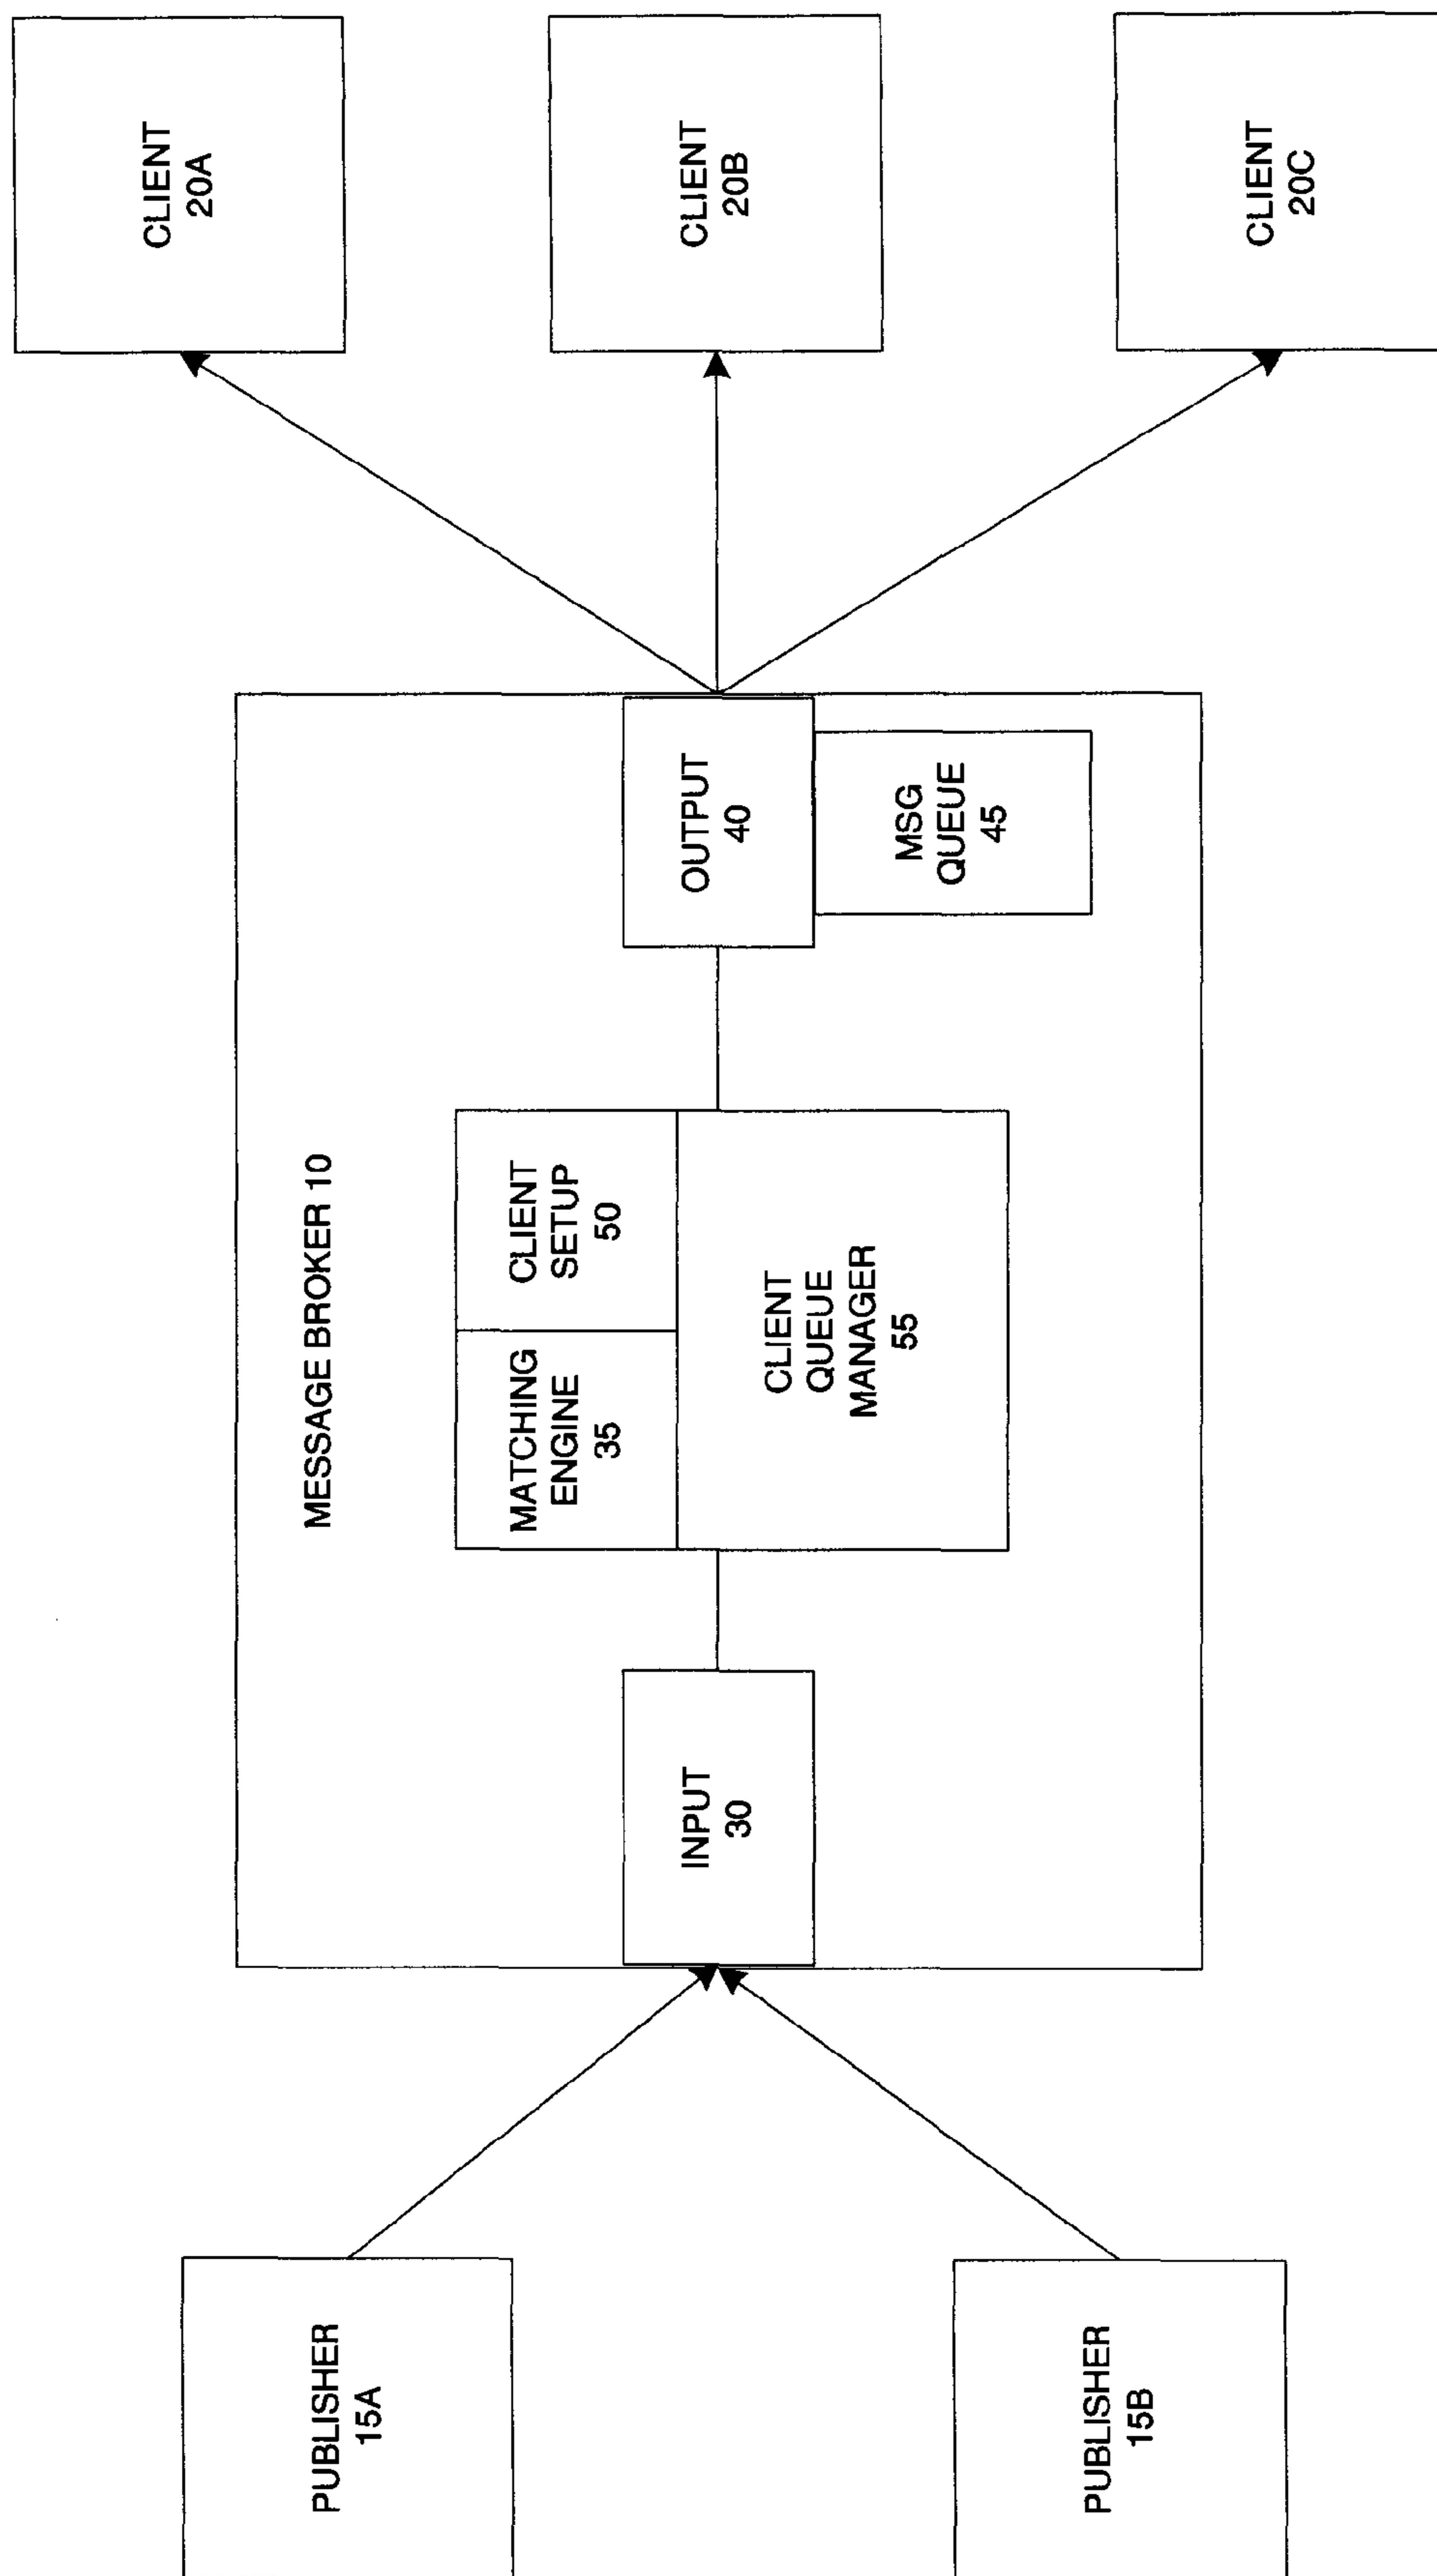 PUBLISHER
15A
PUBLISHER
15B
MESSAGE BROKER 10
INPUT
30
MATCHING
ENGINE
35
CLIENT
SETUP
50
CLIENT
QUEUE
MANAGER
55
OUTPUT
40
MSG
QUEUE
45
CLIENT
20A
CLIENT
20B
CLIENT
20C